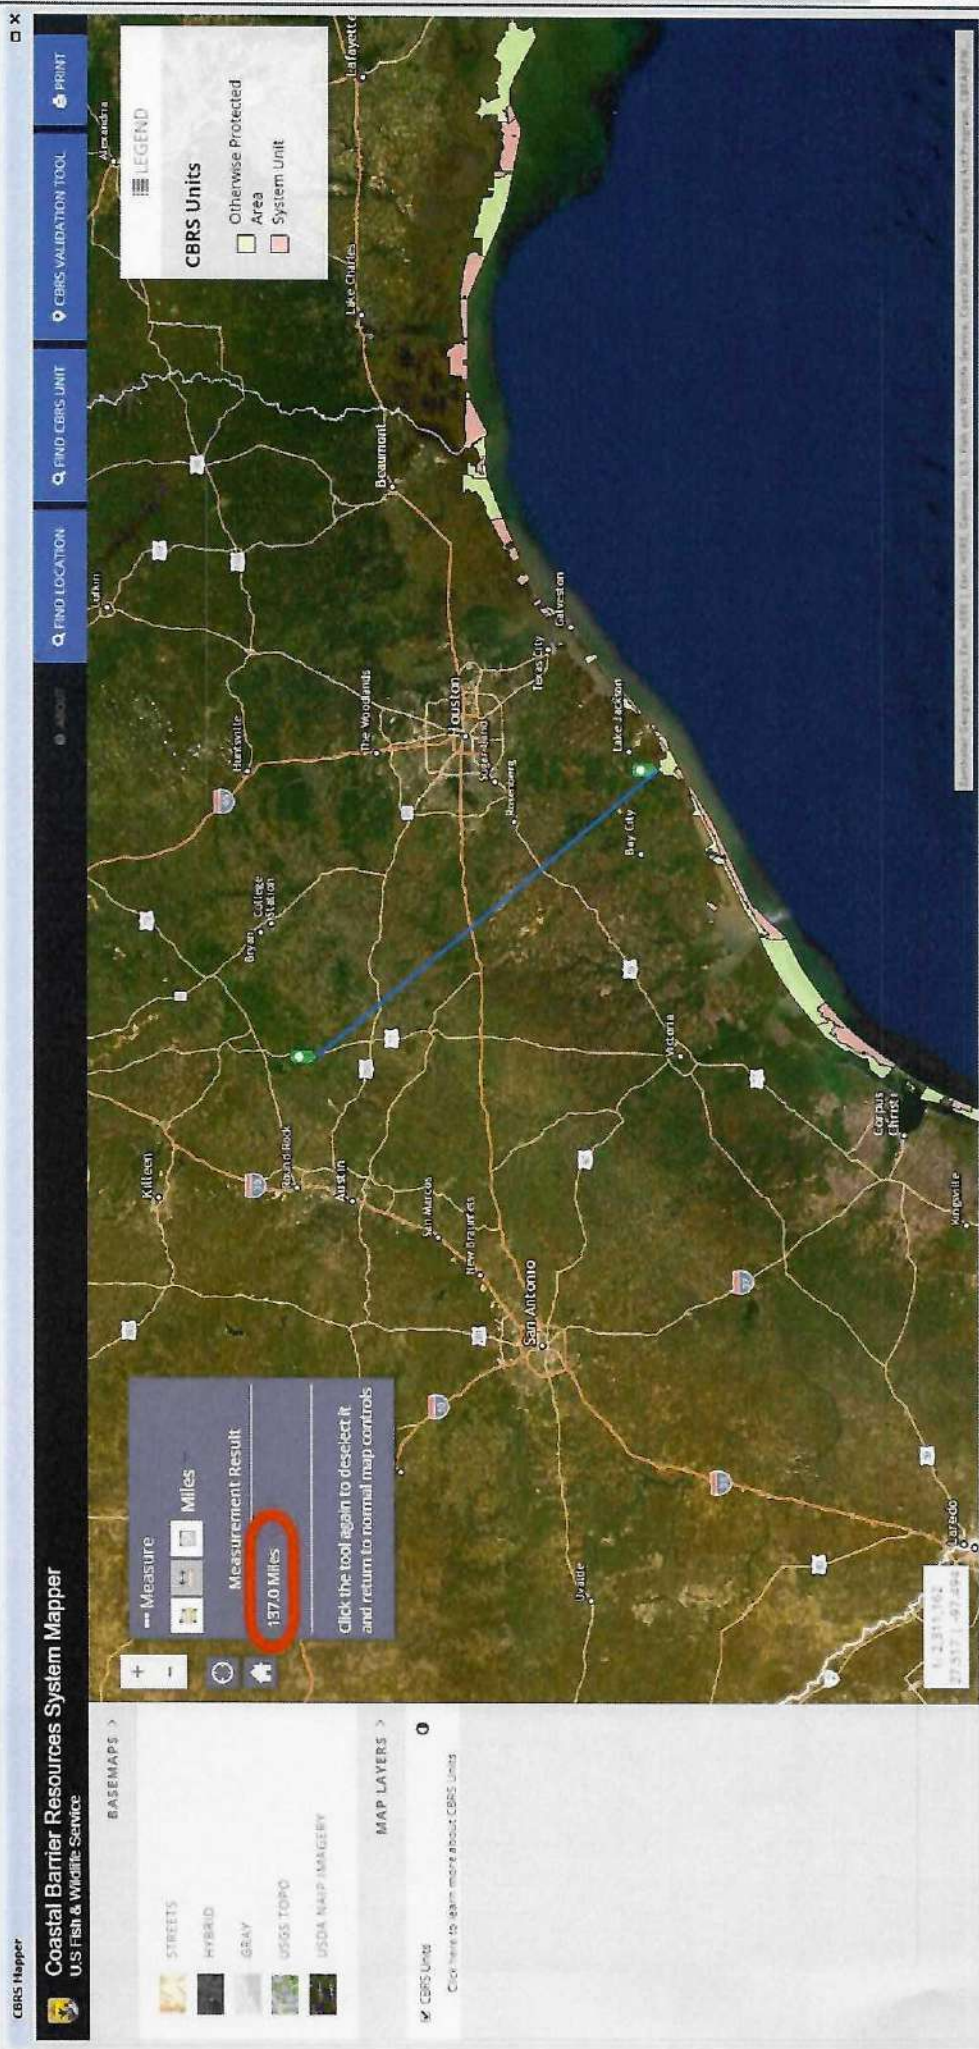 CBRS Mapper
Coastal Barrier Resources System Mapper
U.S Fish & Wildlife Service
ABOUT
FIND LOCATION
FIND CBRS UNIT
CBRS VALIDATION TOOL
PRINT
BASEMAPS >
STREETS
HYBRID
GRAY
USGS TOPO
USDA NAIP IMAGERY
MAP LAYERS >
CBRS Units
Click here to learn more about CBRS Units
+
−
Measure
Miles
Measurement Result
137.0 Miles
Click the tool again to deselect it
and return to normal map controls
LEGEND
CBRS Units
Otherwise Protected
Area
System Unit
Alexandria
Lafayette
Lake Charles
Beaumont
Lufkin
Huntsville
The Woodlands
Houston
Sugar Land
Rosenberg
Texas City
Galveston
Lake Jackson
Bay City
Bryan
College
Station
Killeen
Round Rock
Austin
San Marcos
New Braunfels
San Antonio
Victoria
Corpus
Christi
Kingsville
Uvalde
Laredo